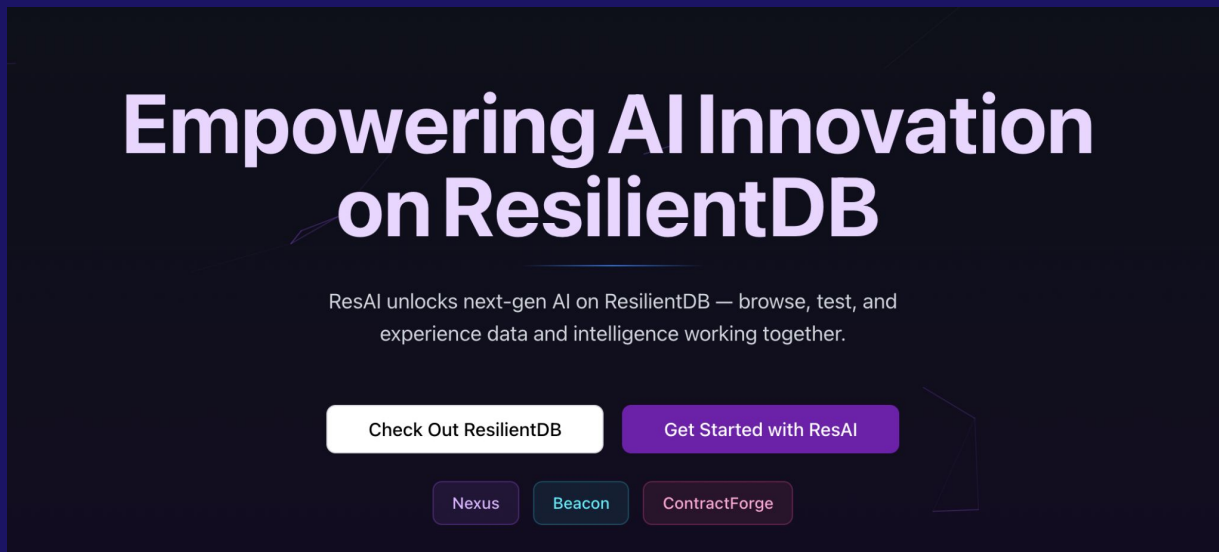 Empowering AI Innovation
on ResilientDB
ResAI unlocks next-gen AI on ResilientDB — browse, test, and
experience data and intelligence working together.
Check Out ResilientDB
Get Started with ResAI
Nexus
Beacon
ContractForge